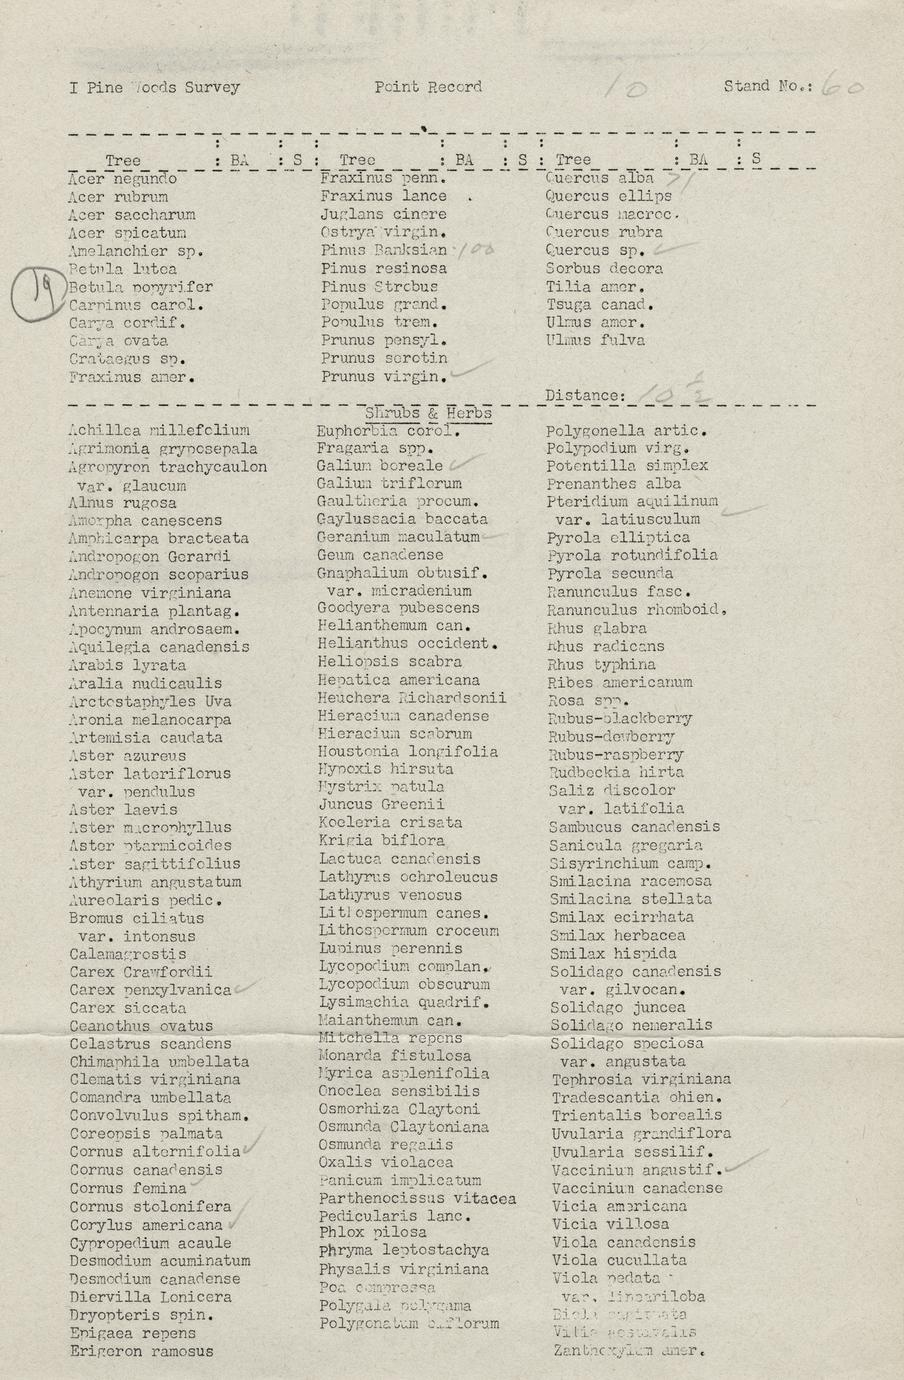 I Pine Woods Survey Point Record 10 Stand No.: 60
Tree : BA : S : Tree : BA : S : Tree : BA : S
Acer negundo
Acer rubrum
Acer saccharum
Acer spicatum
Amelanchier sp.
Betula lutea
19 Betula papyrifer
Carpinus carol.
Carya cordif.
Carya ovata
Crataegus sp.
Fraxinus amer.
Fraxinus penn.
Fraxinus lance
Juglans cinere
Ostrya virgin.
Pinus Banksian 100
Pinus resinosa
Pinus Strobus
Populus grand.
Populus trem.
Prunus pensyl.
Prunus serotin
Prunus virgin. ✓
Quercus alba >1
Quercus ellips
Quercus macroc.
Quercus rubra
Quercus sp. ✓
Sorbus decora
Tilia amer.
Tsuga canad.
Ulmus amer.
Ulmus fulva
Distance: 10 1/2
Shrubs & Herbs
Achillea millefolium
Agrimonia gryposepala
Agropyron trachycaulon
var. glaucum
Alnus rugosa
Amorpha canescens
Amphicarpa bracteata
Andropogon Gerardi
Andropogon scoparius
Anemone virginiana
Antennaria plantag.
Apocynum androsaem.
Aquilegia canadensis
Arabis lyrata
Aralia nudicaulis
Arctostaphyles Uva
Aronia melanocarpa
Artemisia caudata
Aster azureus
Aster lateriflorus
var. pendulus
Aster laevis
Aster macrophyllus
Aster ptarmicoides
Aster sagittifolius
Athyrium angustatum
Aureolaris pedic.
Bromus ciliatus
var. intonsus
Calamagrostis
Carex Crawfordii
Carex penxylvanica ✓
Carex siccata
Ceanothus ovatus
Celastrus scandens
Chimaphila umbellata
Clematis virginiana
Comandra umbellata
Convolvulus spitham.
Coreopsis palmata
Cornus alternifolia ✓
Cornus canadensis
Cornus femina ✓
Cornus stolonifera
Corylus americana ✓
Cypropedium acaule
Desmodium acuminatum
Desmodium canadense
Diervilla Lonicera
Dryopteris spin.
Epigaea repens
Erigeron ramosus
Euphorbia corol.
Fragaria spp.
Galium boreale ✓
Galium triflorum
Gaultheria procum.
Gaylussacia baccata
Geranium maculatum ✓
Geum canadense
Gnaphalium obtusif.
var. micradenium
Goodyera pubescens
Helianthemum can.
Helianthus occident.
Heliopsis scabra
Hepatica americana
Heuchera Richardsonii
Hieracium canadense
Hieracium scabrum
Houstonia longifolia
Hypoxis hirsuta
Hystrix patula
Juncus Greenii
Koeleria crisata
Krigia biflora
Lactuca canadensis
Lathyrus ochroleucus
Lathyrus venosus
Lithospermum canes.
Lithospermum croceum
Lupinus perennis
Lycopodium complan.
Lycopodium obscurum
Lysimachia quadrif.
Maianthemum can.
Mitchella repens
Monarda fistulosa
Myrica asplenifolia
Onoclea sensibilis
Osmorhiza Claytoni
Osmunda Claytoniana
Osmunda regalis
Oxalis violacea
Panicum implicatum
Parthenocissus vitacea
Pedicularis lanc.
Phlox pilosa
Phryma leptostachya
Physalis virginiana
Poa compressa
Polygala polygama
Polygonatum biflorum
Polygonella artic.
Polypodium virg.
Potentilla simplex
Prenanthes alba
Pteridium aquilinum
var. latiusculum ✓
Pyrola elliptica
Pyrola rotundifolia
Pyrola secunda
Ranunculus fasc.
Ranunculus rhomboid.
Rhus glabra
Rhus radicans
Rhus typhina
Ribes americanum
Rosa spp.
Rubus-blackberry
Rubus-dewberry
Rubus-raspberry
Rudbeckia hirta
Saliz discolor
var. latifolia
Sambucus canadensis
Sanicula gregaria
Sisyrinchium camp.
Smilacina racemosa
Smilacina stellata
Smilax ecirrhata
Smilax herbacea
Smilax hispida
Solidago canadensis
var. gilvocan.
Solidago juncea
Solidago nemeralis
Solidago speciosa
var. angustata
Tephrosia virginiana
Tradescantia ohien.
Trientalis borealis
Uvularia grandiflora
Uvularia sessilif.
Vaccinium angustif. ✓
Vaccinium canadense
Vicia americana
Vicia villosa
Viola canadensis
Viola cucullata
Viola pedata
var. lineariloba
Vitis aestivalis
Zanthoxylum amer.